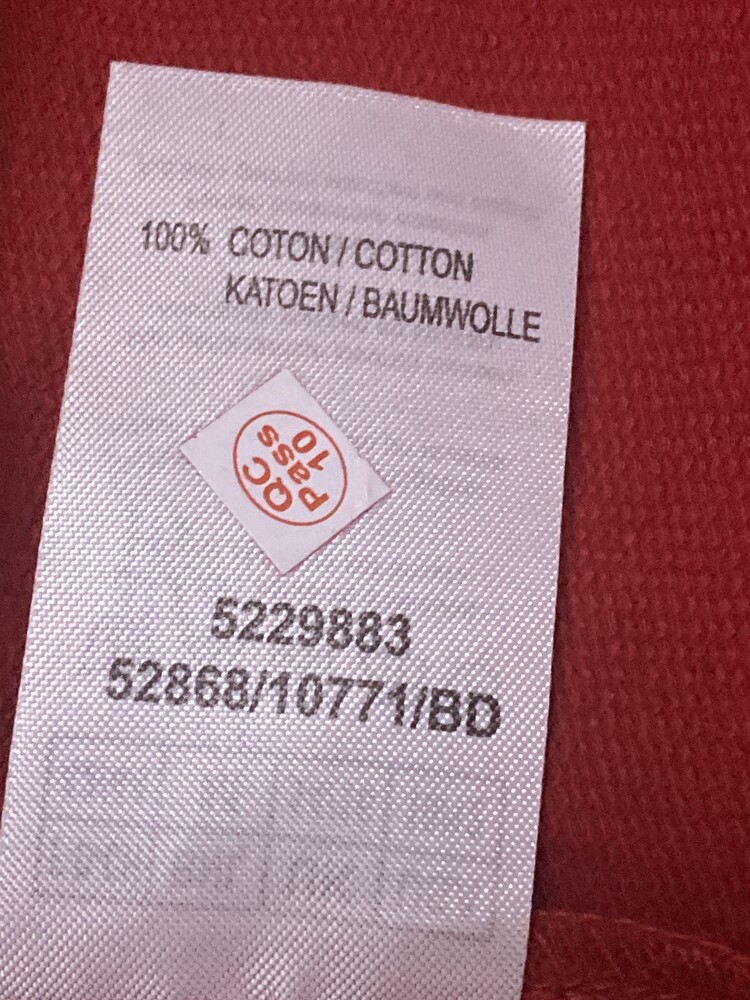 100% COTON / COTTON
KATOEN / BAUMWOLLE
QC
Pass
10
5229883
52868/10771/BD